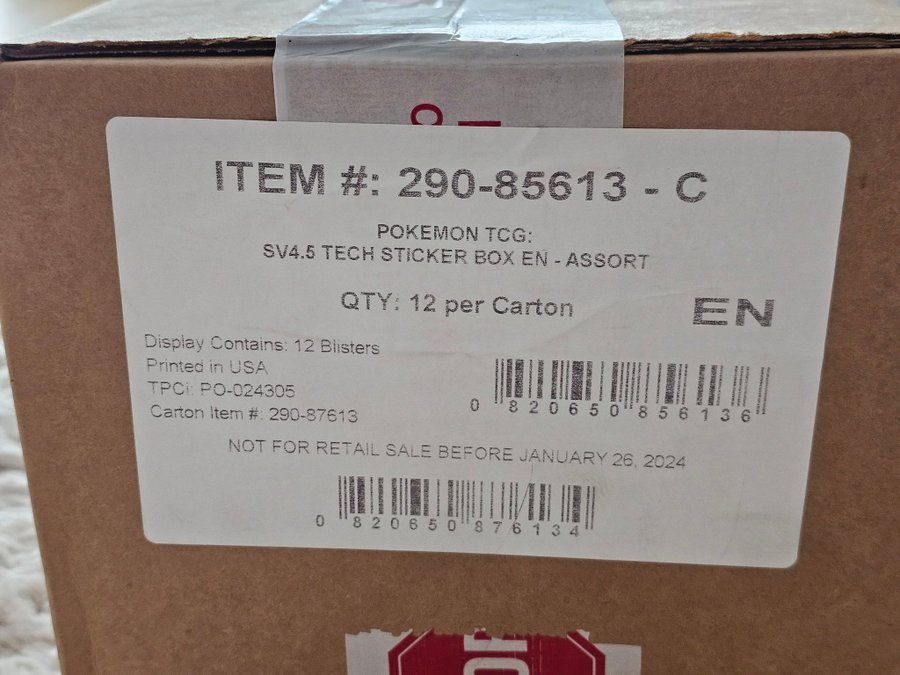 ITEM #: 290-85613 - C
POKEMON TCG:
SV4.5 TECH STICKER BOX EN - ASSORT
QTY: 12 per Carton
EN
Display Contains: 12 Blisters
Printed in USA
TPCi: PO-024305
Carton Item #: 290-87613
0 820650 856136
NOT FOR RETAIL SALE BEFORE JANUARY 26, 2024
0 820650 876134